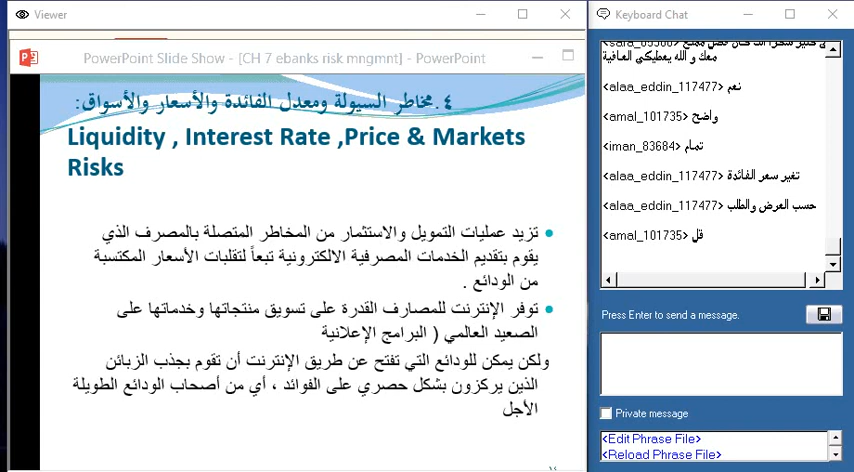 Viewer
PowerPoint Slide Show - [CH 7 ebanks risk mngmnt] - PowerPoint
٤. مخاطر السيولة ومعدل الفائدة والأسعار والأسواق:
Liquidity , Interest Rate ,Price & Markets
Risks
• تزيد عمليات التمويل والاستثمار من المخاطر المتصلة بالمصرف الذي
يقوم بتقديم الخدمات المصرفية الالكترونية تبعاً لتقلبات الأسعار المكتسبة
من الودائع .
• توفر الإنترنت للمصارف القدرة على تسويق منتجاتها وخدماتها على
الصعيد العالمي ( البرامج الإعلانية
ولكن يمكن للودائع التي تفتح عن طريق الإنترنت أن تقوم بجذب الزبائن
الذين يركزون بشكل حصري على الفوائد ، أي من أصحاب الودائع الطويلة
الأجل
Keyboard Chat
معك و الله يعطيكي العافية
<alaa_eddin_117477> نعم
<amal_101735> واضح
<iman_83684> تمام
<alaa_eddin_117477> تغير سعر الفائدة
<alaa_eddin_117477> حسب العرض والطلب
<amal_101735> قل
Press Enter to send a message.
Private message
<Edit Phrase File>
<Reload Phrase File>